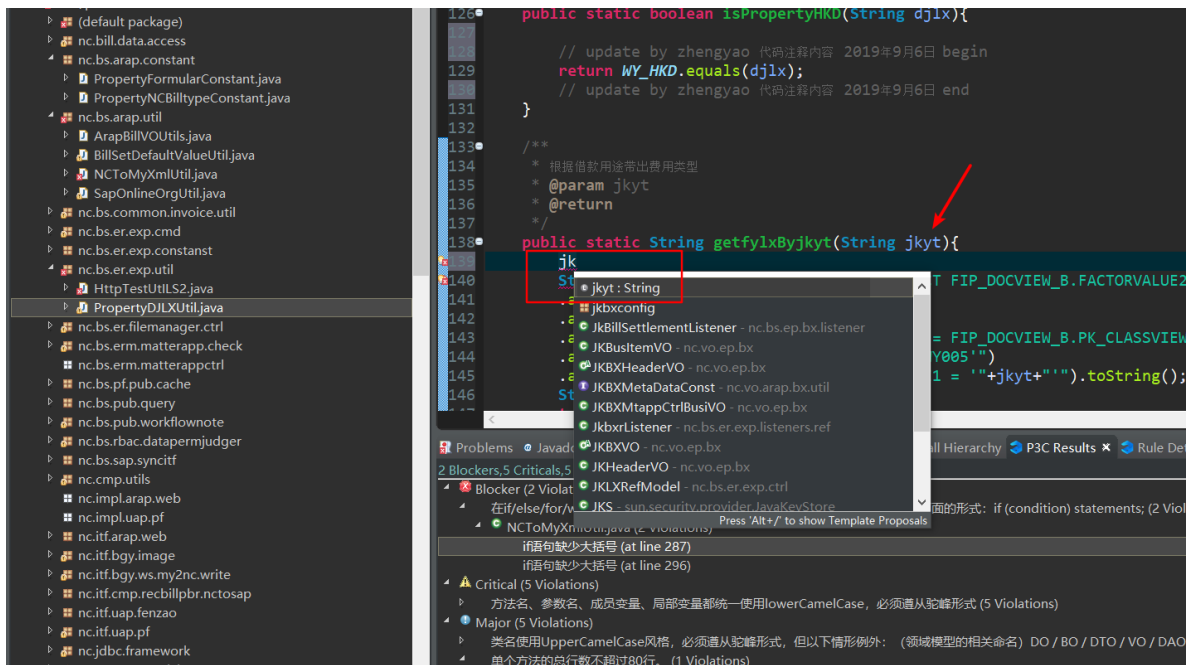 (default package)
nc.bill.data.access
nc.bs.arap.constant
PropertyFormularConstant.java
PropertyNCBilltypeConstant.java
nc.bs.arap.util
ArapBillVOUtils.java
BillSetDefaultValueUtil.java
NCToMyXmlUtil.java
SapOnlineOrgUtil.java
nc.bs.common.invoice.util
nc.bs.er.exp.cmd
nc.bs.er.exp.constanst
nc.bs.er.exp.util
HttpTestUtILS2.java
PropertyDJLXUtil.java
nc.bs.er.filemanager.ctrl
nc.bs.erm.matterapp.check
nc.bs.erm.matterappctrl
nc.bs.pf.pub.cache
nc.bs.pub.query
nc.bs.pub.workflownote
nc.bs.rbac.datapermjudger
nc.bs.sap.syncitf
nc.cmp.utils
nc.impl.arap.web
nc.impl.uap.pf
nc.itf.arap.web
nc.itf.bgy.image
nc.itf.bgy.ws.my2nc.write
nc.itf.cmp.recbillpbr.nctosap
nc.itf.uap.fenzao
nc.itf.uap.pf
nc.jdbc.framework
126 public static boolean isPropertyHKD(String djlx){
127
128 // update by zhengyao 代码注释内容 2019年9月6日 begin
129 return WY_HKD.equals(djlx);
130 // update by zhengyao 代码注释内容 2019年9月6日 end
131 }
132
133 /**
134 * 根据借款用途带出费用类型
135 * @param jkyt
136 * @return
137 */
138 public static String getfylxByjkyt(String jkyt){
139 jk
140 St T FIP_DOCVIEW_B.FACTORVALUE2
141 .a
142 .a
143 .a = FIP_DOCVIEW_B.PK_CLASSVIEW
144 .a Y005'")
145 .a 1 = '"+jkyt+"'").toString();
146 St
jkyt : String
jkbxconfig
JkBillSettlementListener - nc.bs.ep.bx.listener
JKBusItemVO - nc.vo.ep.bx
JKBXHeaderVO - nc.vo.ep.bx
JKBXMetaDataConst - nc.vo.arap.bx.util
JKBXMtappCtrlBusiVO - nc.vo.ep.bx
JkbxrListener - nc.bs.er.exp.listeners.ref
JKBXVO - nc.vo.ep.bx
JKHeaderVO - nc.vo.ep.bx
JKLXRefModel - nc.bs.er.exp.ctrl
JKS - sun.security.provider.JavaKeyStore
Press 'Alt+/' to show Template Proposals
Problems Javado all Hierarchy P3C Results Rule De
2 Blockers,5 Criticals,5
Blocker (2 Violat
在if/else/for/w 面的形式：if (condition) statements; (2 Viol
NCToMyXmlUtil.java (2 Violations)
if语句缺少大括号 (at line 287)
if语句缺少大括号 (at line 296)
Critical (5 Violations)
方法名、参数名、成员变量、局部变量都统一使用lowerCamelCase，必须遵从驼峰形式 (5 Violations)
Major (5 Violations)
类名使用UpperCamelCase风格，必须遵从驼峰形式，但以下情形例外：（领域模型的相关命名）DO / BO / DTO / VO / DAO
单个方法的总行数不超过80行。 (1 Violations)